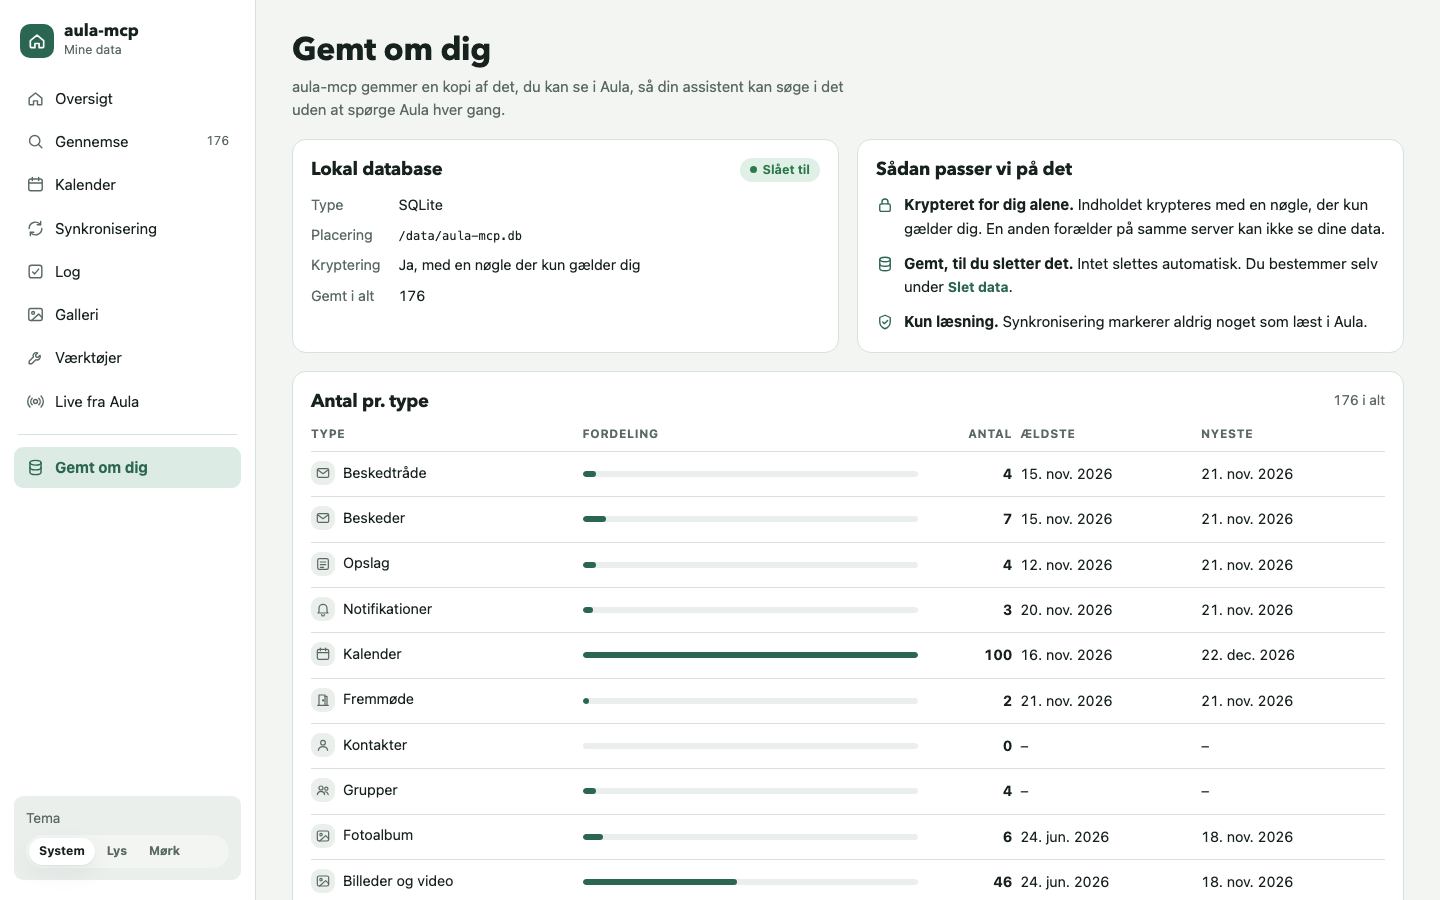 aula-mcp
Mine data
Oversigt
Gennemse 176
Kalender
Synkronisering
Log
Galleri
Værktøjer
Live fra Aula
Gemt om dig
Tema
System Lys Mørk
Gemt om dig
aula-mcp gemmer en kopi af det, du kan se i Aula, så din assistent kan søge i det
uden at spørge Aula hver gang.
Lokal database Slået til
Type SQLite
Placering /data/aula-mcp.db
Kryptering Ja, med en nøgle der kun gælder dig
Gemt i alt 176
Sådan passer vi på det
Krypteret for dig alene. Indholdet krypteres med en nøgle, der kun
gælder dig. En anden forælder på samme server kan ikke se dine data.
Gemt, til du sletter det. Intet slettes automatisk. Du bestemmer selv
under Slet data.
Kun læsning. Synkronisering markerer aldrig noget som læst i Aula.
Antal pr. type 176 i alt
TYPE FORDELING ANTAL ÆLDSTE NYESTE
Beskedtråde 4 15. nov. 2026 21. nov. 2026
Beskeder 7 15. nov. 2026 21. nov. 2026
Opslag 4 12. nov. 2026 21. nov. 2026
Notifikationer 3 20. nov. 2026 21. nov. 2026
Kalender 100 16. nov. 2026 22. dec. 2026
Fremmøde 2 21. nov. 2026 21. nov. 2026
Kontakter 0 – –
Grupper 4 – –
Fotoalbum 6 24. jun. 2026 18. nov. 2026
Billeder og video 46 24. jun. 2026 18. nov. 2026